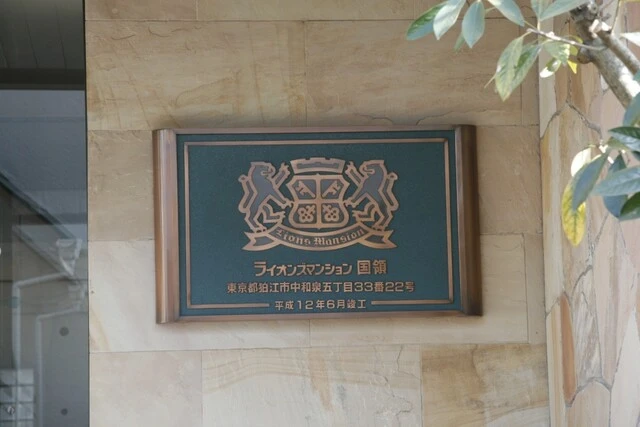 Lions Mansion
ライオンズマンション 国領
東京都狛江市中和泉五丁目33番22号
平成12年6月竣工